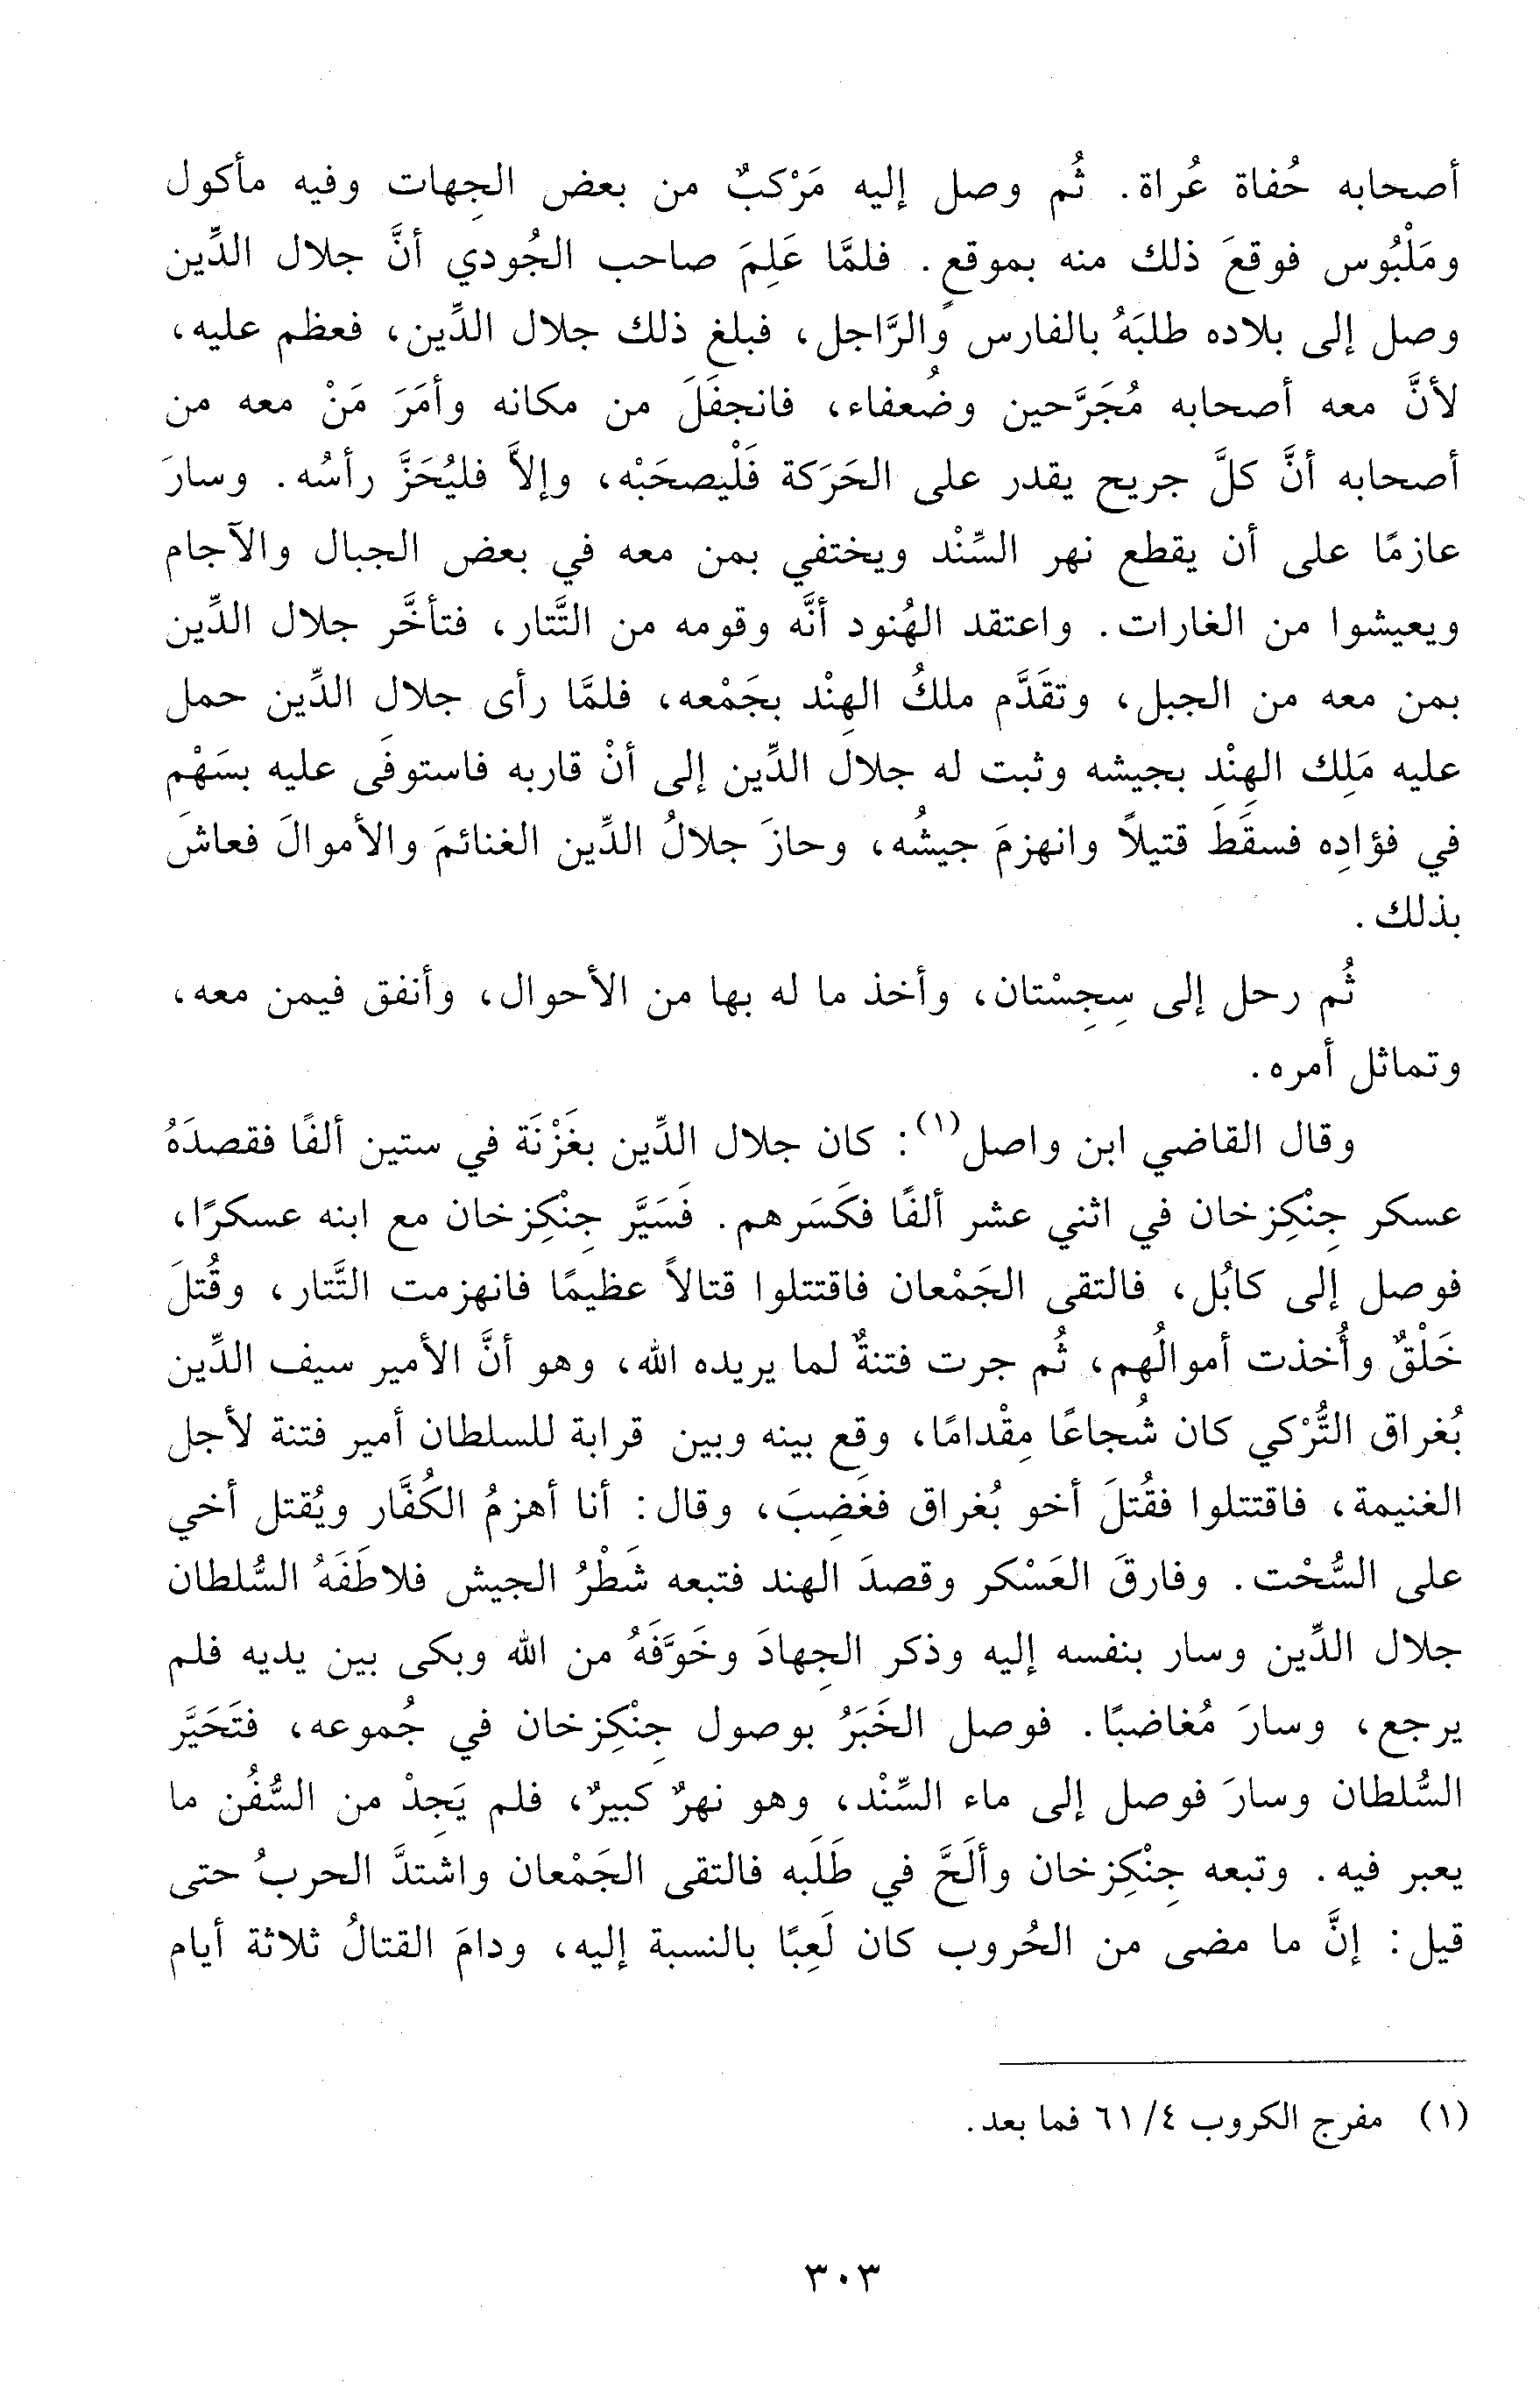 أصحابه حُفاة عُراة. ثُم وصل إليه مَرْكبٌ من بعض الجِهات وفيه مأكول
ومَلْبُوس فوقعَ ذلك منه بموقعٍ. فلمَّا عَلِمَ صاحب الجُودي أنَّ جلال الدِّين
وصل إلى بلاده طلبَهُ بالفارس والرَّاجل، فبلغ ذلك جلال الدِّين، فعظم عليه،
لأنَّ معه أصحابه مُجَرَّحين وضُعفاء، فانجفَلَ من مكانه وأمَرَ مَنْ معه من
أصحابه أنَّ كلَّ جريح يقدر على الحَرَكة فَلْيصحَبْه، وإلاَّ فليُحَزَّ رأسُه. وسارَ
عازمًا على أن يقطع نهر السِّنْد ويختفي بمن معه في بعض الجبال والآجام
ويعيشوا من الغارات. واعتقد الهُنود أنَّه وقومه من التَّتار، فتأخَّر جلال الدِّين
بمن معه من الجبل، وتقَدَّم ملكُ الهِنْد بجَمْعه، فلمَّا رأى جلال الدِّين حمل
عليه مَلِك الهِنْد بجيشه وثبت له جلال الدِّين إلى أنْ قاربه فاستوفَى عليه بسَهْم
في فؤادِه فسقَطَ قتيلاً وانهزمَ جيشُه، وحازَ جلالُ الدِّين الغنائمَ والأموالَ فعاشَ
بذلك.
ثُم رحل إلى سِجِسْتان، وأخذ ما له بها من الأحوال، وأنفق فيمن معه،
وتماثل أمره.
وقال القاضي ابن واصل(١): كان جلال الدِّين بغَزْنَة في ستين ألفًا فقصدَهُ
عسكر جِنْكِزخان في اثني عشر ألفًا فكَسَرهم. فَسَيَّر جِنْكِزخان مع ابنه عسكرًا،
فوصل إلى كابُل، فالتقى الجَمْعان فاقتتلوا قتالاً عظيمًا فانهزمت التَّتار، وقُتلَ
خَلْقٌ وأُخذت أموالُهم، ثُم جرت فتنةٌ لما يريده الله، وهو أنَّ الأمير سيف الدِّين
بُغراق التُّرْكي كان شُجاعًا مِقْدامًا، وقع بينه وبين قرابة للسلطان أمير فتنة لأجل
الغنيمة، فاقتتلوا فقُتلَ أخو بُغراق فغَضِبَ، وقال: أنا أهزمُ الكُفَّار ويُقتل أخي
على السُّحْت. وفارقَ العَسْكر وقصدَ الهند فتبعه شَطْرُ الجيش فلاطَفَهُ السُّلطان
جلال الدِّين وسار بنفسه إليه وذكر الجِهادَ وخَوَّفَهُ من الله وبكى بين يديه فلم
يرجع، وسارَ مُغاضبًا. فوصل الخَبَرُ بوصول جِنْكِزخان في جُموعه، فتَحَيَّر
السُّلطان وسارَ فوصل إلى ماء السِّنْد، وهو نهرٌ كبيرٌ، فلم يَجِدْ من السُّفُن ما
يعبر فيه. وتبعه جِنْكِزخان وألَحَّ في طَلَبه فالتقى الجَمْعان واشتدَّ الحربُ حتى
قيل: إنَّ ما مضى من الحُروب كان لَعِبًا بالنسبة إليه، ودامَ القتالُ ثلاثة أيام
(١) مفرج الكروب ٤/ ٦١ فما بعد.
٣٠٣